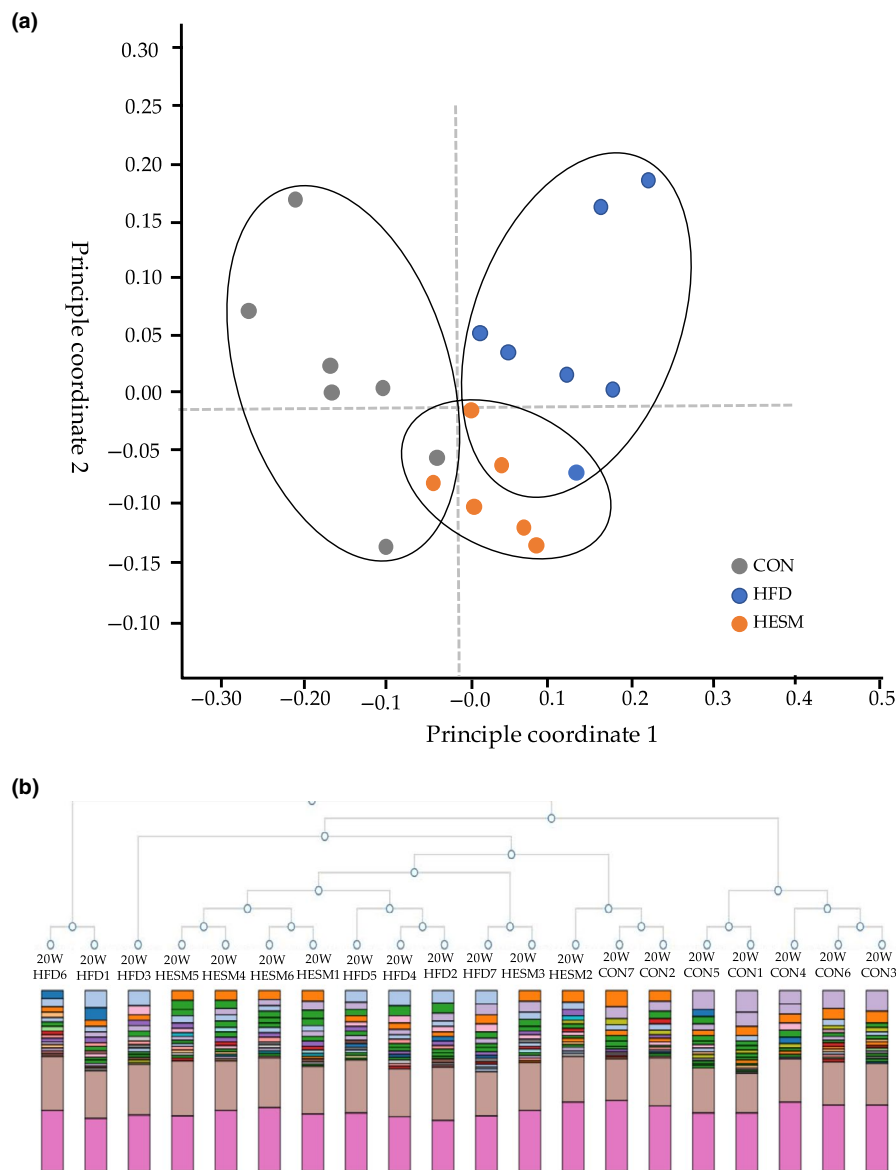 (a)
0.30
0.25
0.20
0.15
0.10
0.05
0.00
−0.05
−0.10
−0.15
−0.10
Principle coordinate 2
CON
HFD
HESM
−0.30 −0.20 −0.1 −0.0 0.1 0.2 0.3 0.4 0.5
Principle coordinate 1
(b)
20W 20W 20W 20W 20W 20W 20W 20W 20W 20W 20W 20W 20W 20W 20W 20W 20W 20W 20W 20W
HFD6 HFD1 HFD3 HESM5 HESM4 HESM6 HESM1 HFD5 HFD4 HFD2 HFD7 HESM3 HESM2 CON7 CON2 CON5 CON1 CON4 CON6 CON3